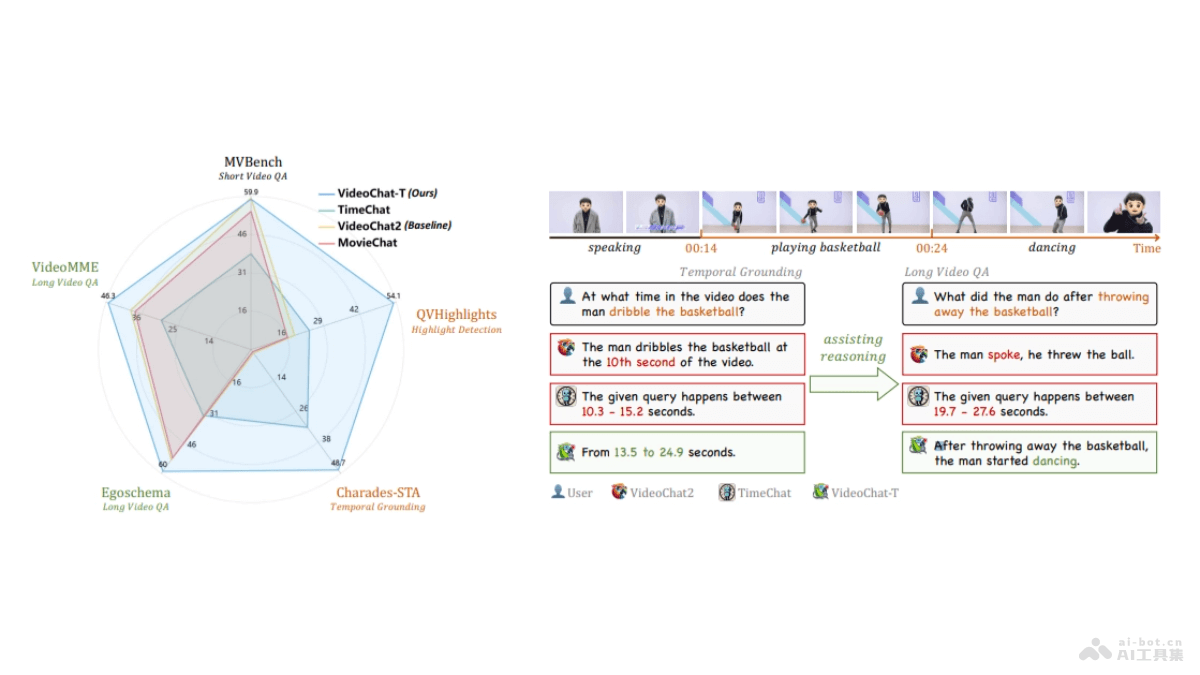 MVBench
Short Video QA
59.9
VideoChat-T (Ours)
TimeChat
VideoChat2 (Baseline)
MovieChat
46
31
16
VideoMME
Long Video QA
46.3
36
25
14
54.1
42
29
16
QVHighlights
Highlight Detection
16
31
46
60
14
26
38
48.7
Egoschema
Long Video QA
Charades-STA
Temporal Grounding
speaking 00:14 playing basketball 00:24 dancing Time
Temporal Grounding
At what time in the video does the
man dribble the basketball?
The man dribbles the basketball at
the 10th second of the video.
The given query happens between
10.3 - 15.2 seconds.
From 13.5 to 24.9 seconds.
assisting
reasoning
Long Video QA
What did the man do after throwing
away the basketball?
The man spoke, he threw the ball.
The given query happens between
19.7 - 27.6 seconds.
After throwing away the basketball,
the man started dancing.
User VideoChat2 TimeChat VideoChat-T
ai-bot.cn
AI工具集